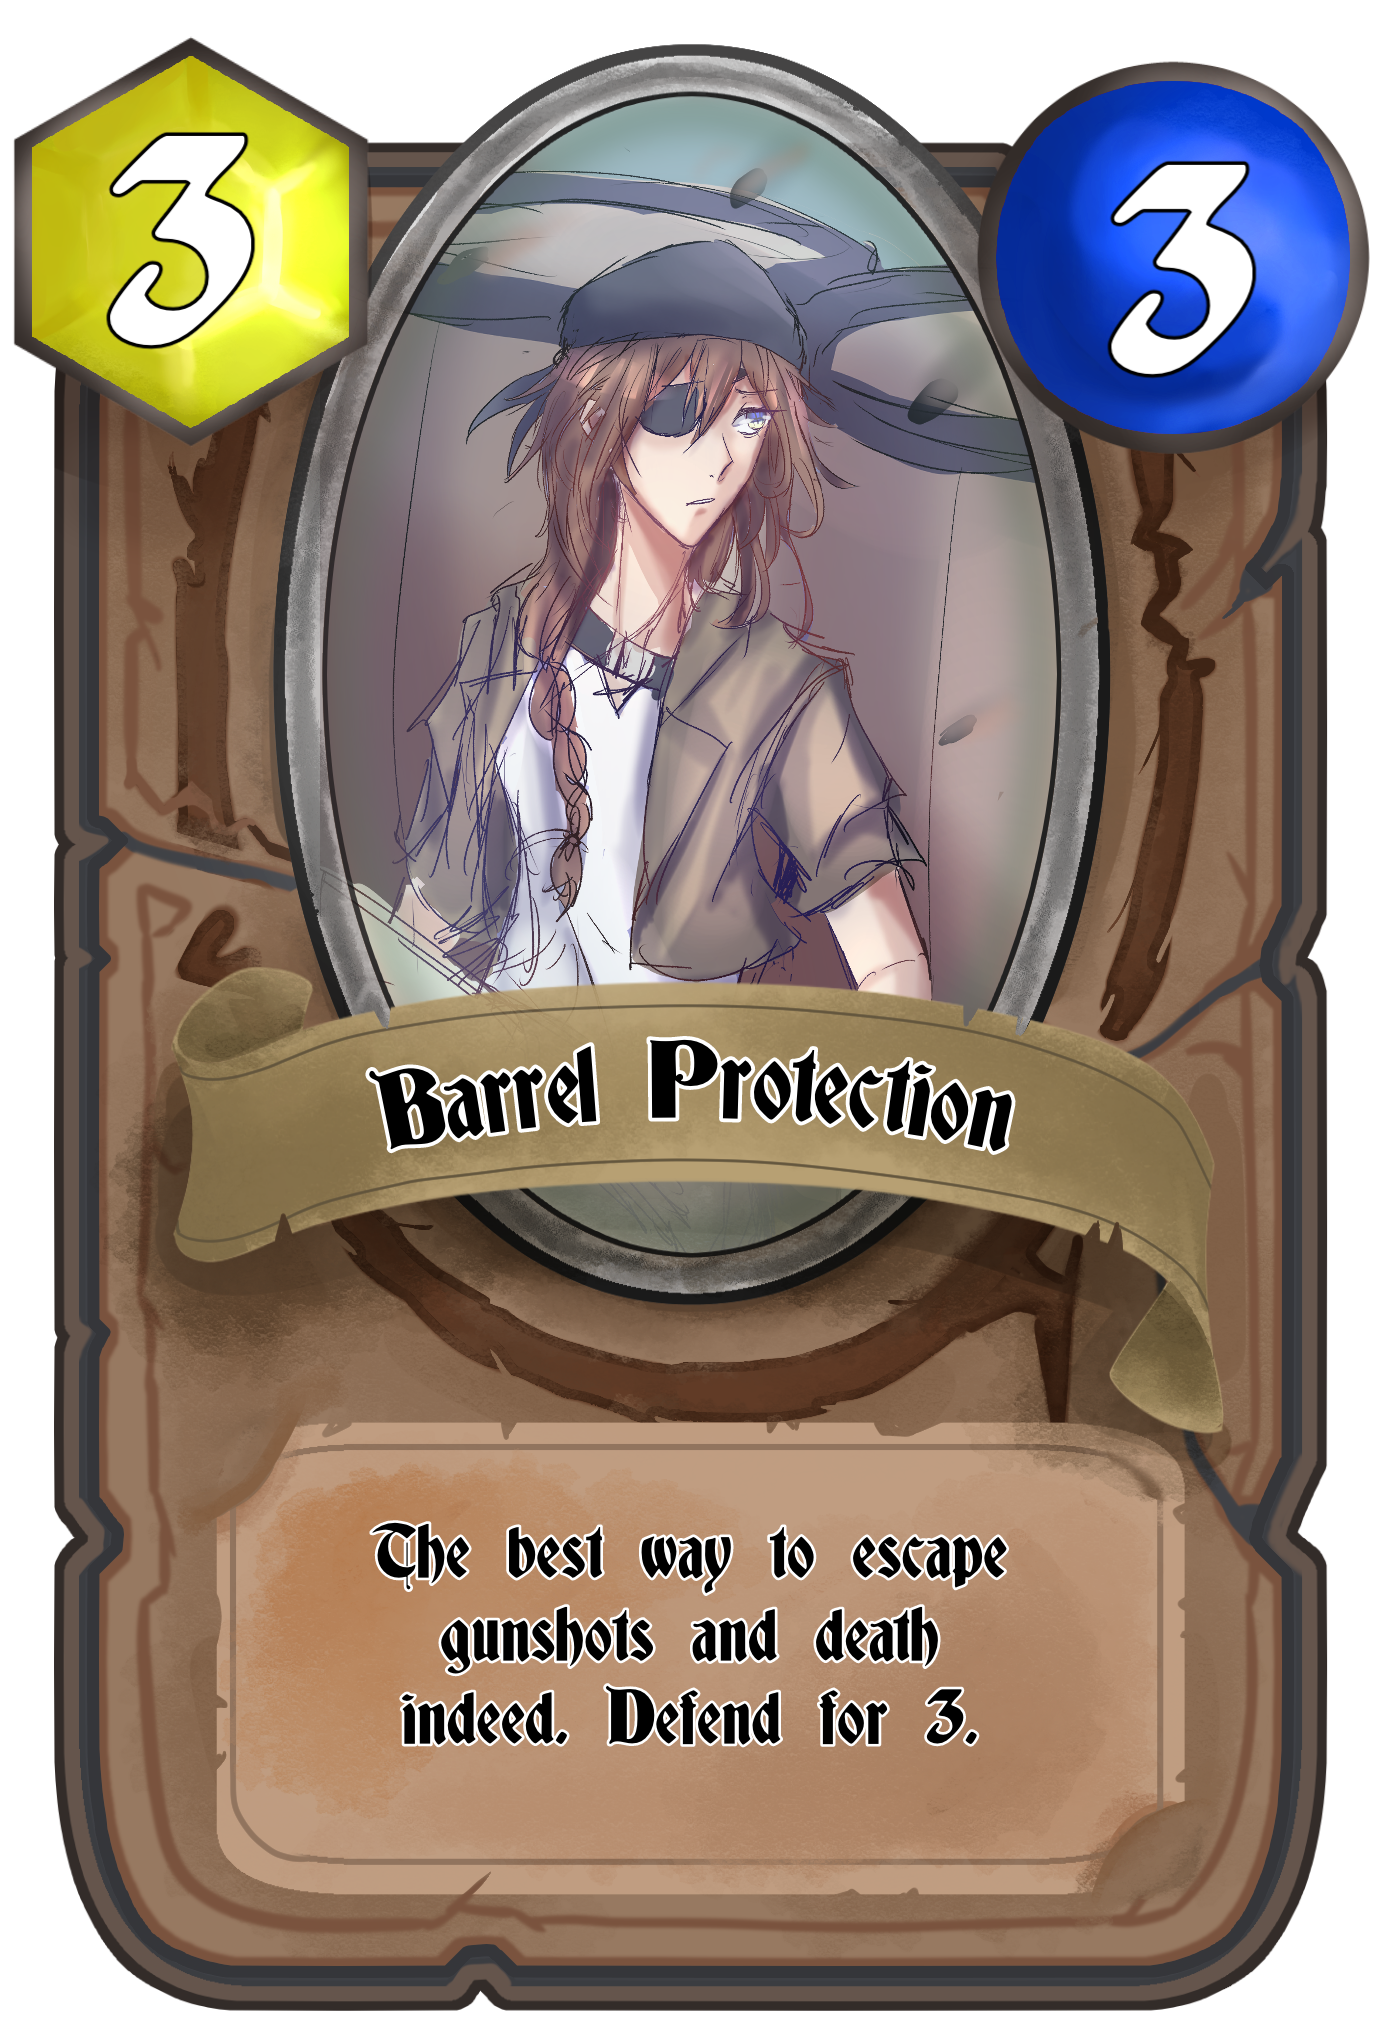 3
3
Barrel Protection
The best way to escape
gunshots and death
indeed. Defend for 3.